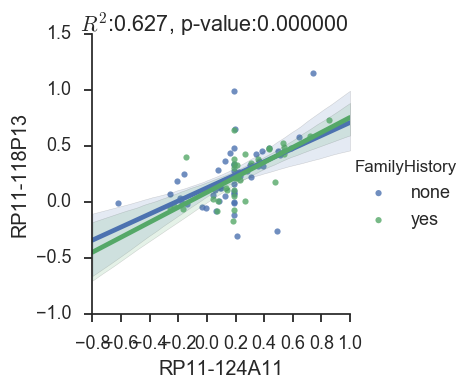 R²:0.627, p-value:0.000000
1.5
1.0
0.5
0.0
−0.5
−1.0
RP11-118P13
−0.8−0.6−0.4−0.2 0.0 0.2 0.4 0.6 0.8 1.0
RP11-124A11
FamilyHistory
none
yes